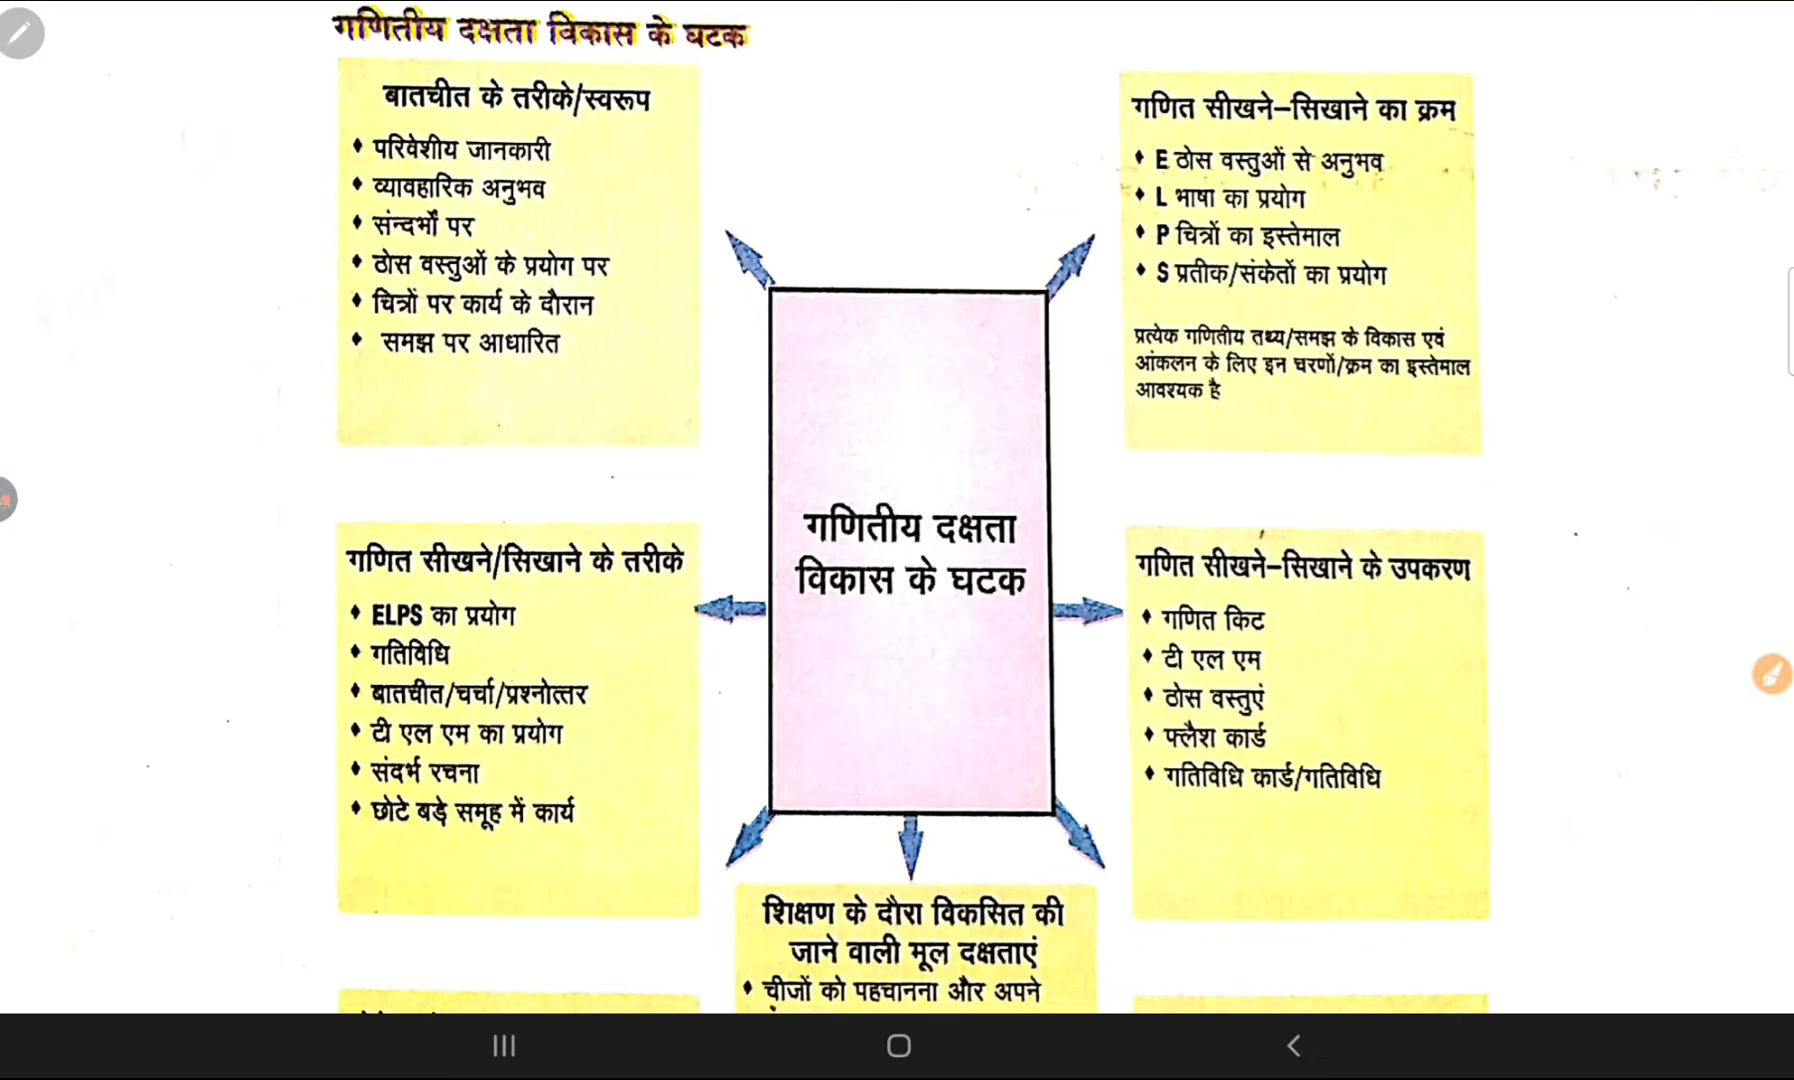 गणितीय दक्षता विकास के घटक
बातचीत के तरीके/स्वरूप
♦ परिवेशीय जानकारी
♦ व्यावहारिक अनुभव
♦ संन्दर्भों पर
♦ ठोस वस्तुओं के प्रयोग पर
♦ चित्रों पर कार्य के दौरान
♦ समझ पर आधारित
गणित सीखने–सिखाने का क्रम
♦ E ठोस वस्तुओं से अनुभव
♦ L भाषा का प्रयोग
♦ P चित्रों का इस्तेमाल
♦ S प्रतीक/संकेतों का प्रयोग
प्रत्येक गणितीय तथ्य/समझ के विकास एवं
आंकलन के लिए इन चरणों/क्रम का इस्तेमाल
आवश्यक है
गणितीय दक्षता
विकास के घटक
गणित सीखने/सिखाने के तरीके
♦ ELPS का प्रयोग
♦ गतिविधि
♦ बातचीत/चर्चा/प्रश्नोत्तर
♦ टी एल एम का प्रयोग
♦ संदर्भ रचना
♦ छोटे बड़े समूह में कार्य
गणित सीखने–सिखाने के उपकरण
♦ गणित किट
♦ टी एल एम
♦ ठोस वस्तुएं
♦ फ्लैश कार्ड
♦ गतिविधि कार्ड/गतिविधि
शिक्षण के दौरा विकसित की
जाने वाली मूल दक्षताएं
♦ चीजों को पहचानना और अपने